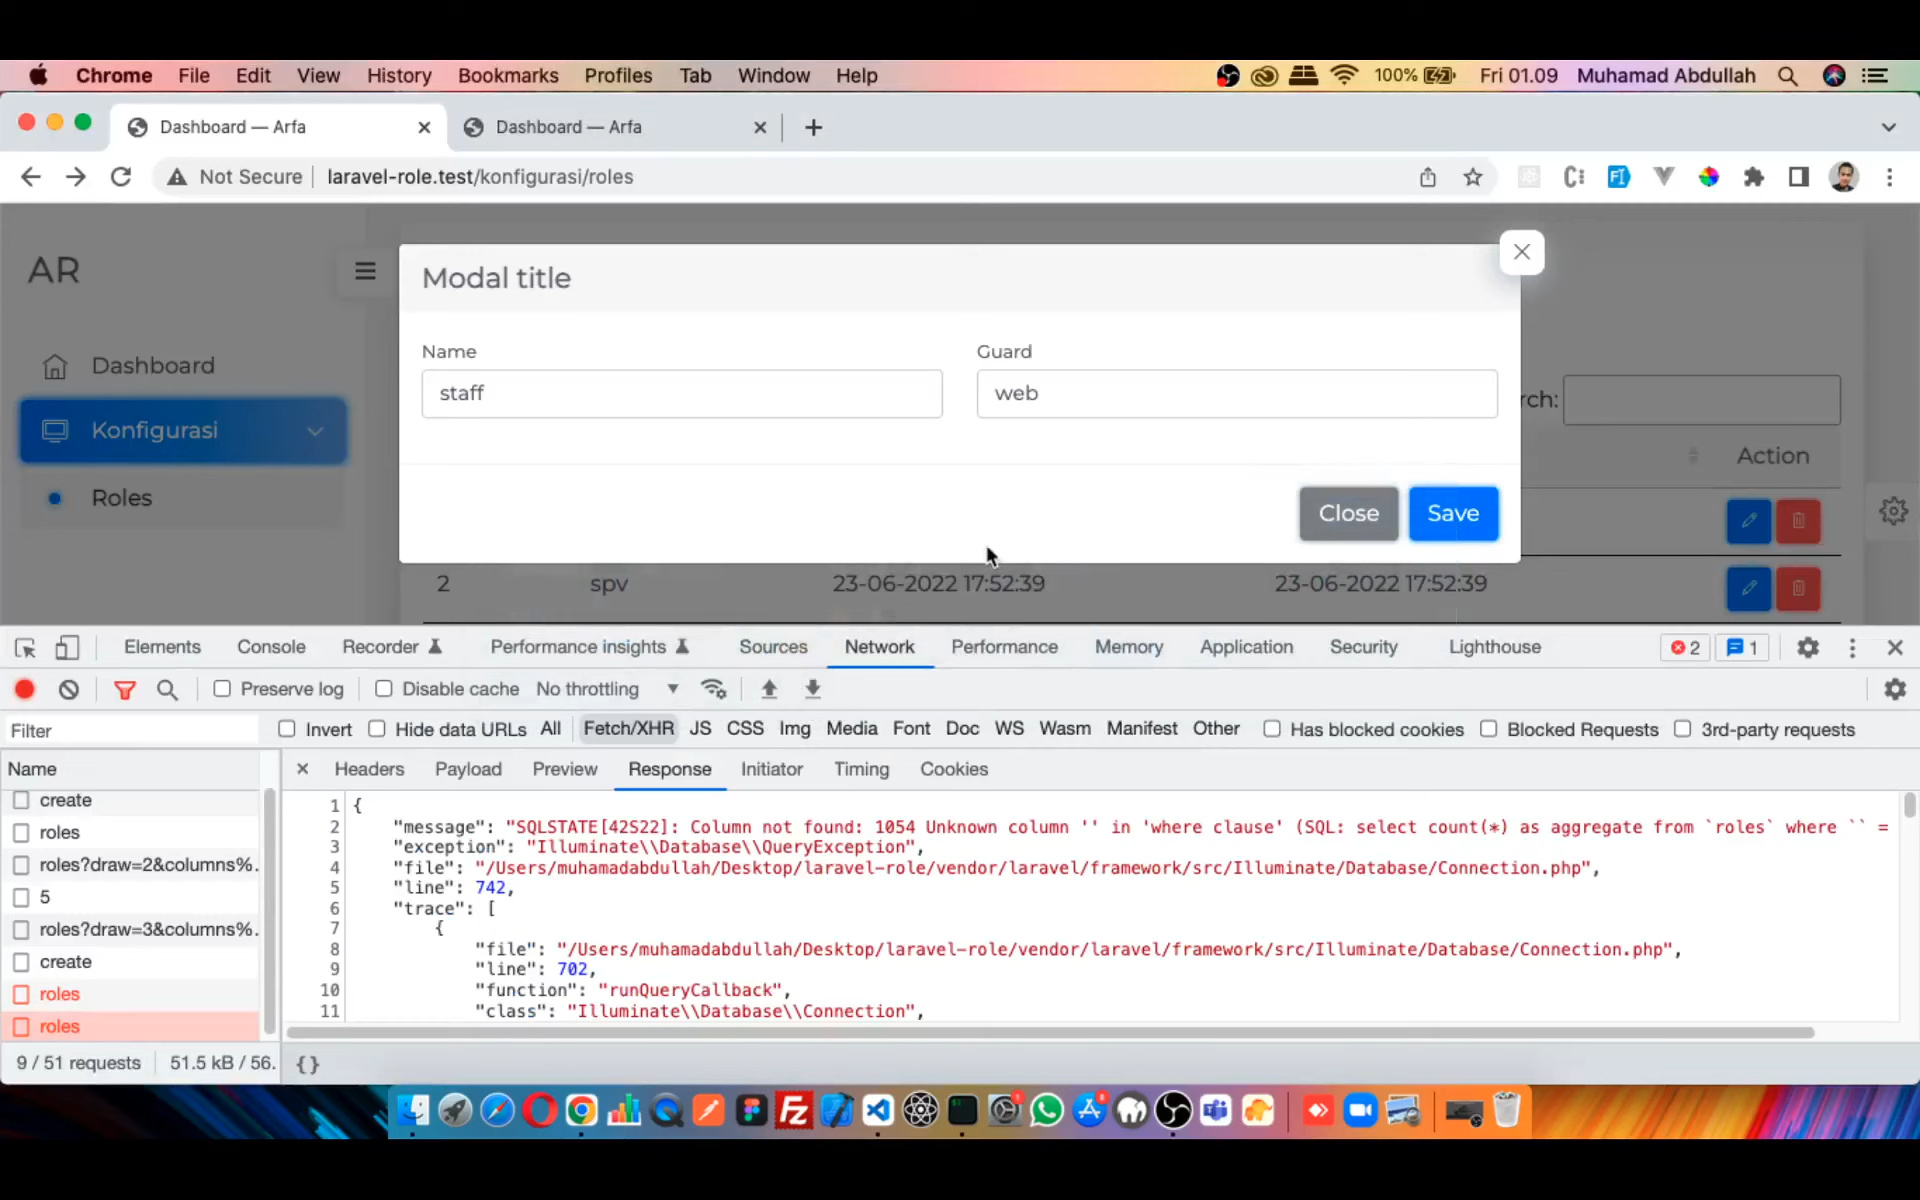 Chrome File Edit View History Bookmarks Profiles Tab Window Help 100% Fri 01.09 Muhamad Abdullah
Dashboard — Arfa Dashboard — Arfa
Not Secure laravel-role.test/konfigurasi/roles
AR
Modal title
Name Guard
Dashboard
staff web rch:
Konfigurasi
Action
Roles
Close Save
2 spv 23-06-2022 17:52:39 23-06-2022 17:52:39
Elements Console Recorder Performance insights Sources Network Performance Memory Application Security Lighthouse 2 1
Preserve log Disable cache No throttling
Filter Invert Hide data URLs All Fetch/XHR JS CSS Img Media Font Doc WS Wasm Manifest Other Has blocked cookies Blocked Requests 3rd-party requests
Name Headers Payload Preview Response Initiator Timing Cookies
create
roles
roles?draw=2&columns%.
5
roles?draw=3&columns%.
create
roles
roles
1 {
2 "message": "SQLSTATE[42S22]: Column not found: 1054 Unknown column '' in 'where clause' (SQL: select count(*) as aggregate from `roles` where `` =
3 "exception": "Illuminate\\Database\\QueryException",
4 "file": "/Users/muhamadabdullah/Desktop/laravel-role/vendor/laravel/framework/src/Illuminate/Database/Connection.php",
5 "line": 742,
6 "trace": [
7 {
8 "file": "/Users/muhamadabdullah/Desktop/laravel-role/vendor/laravel/framework/src/Illuminate/Database/Connection.php",
9 "line": 702,
10 "function": "runQueryCallback",
11 "class": "Illuminate\\Database\\Connection",
9 / 51 requests 51.5 kB / 56. {}